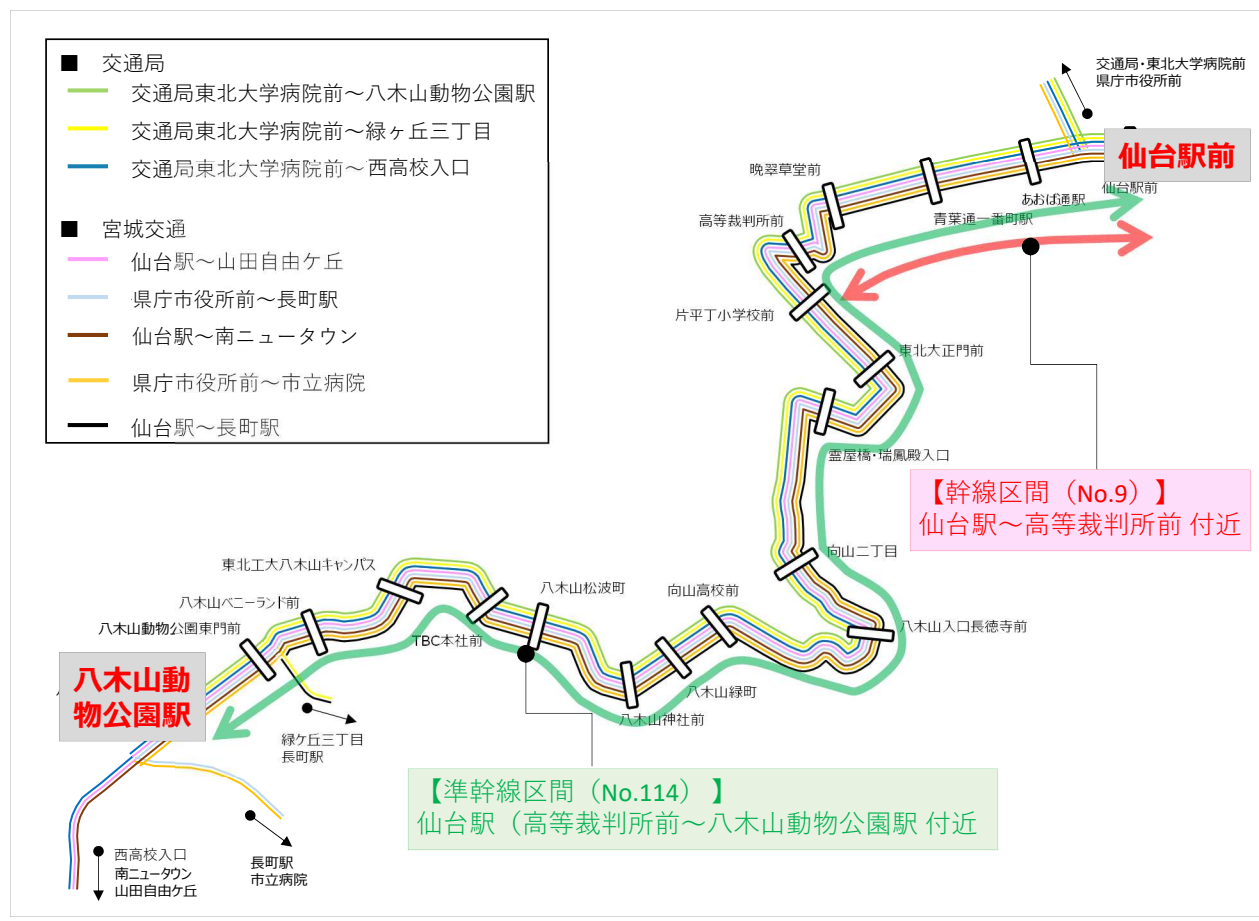 ■ 交通局
交通局東北大学病院前～八木山動物公園駅
交通局東北大学病院前～緑ヶ丘三丁目
交通局東北大学病院前～西高校入口
■ 宮城交通
仙台駅～山田自由ケ丘
県庁市役所前～長町駅
仙台駅～南ニュータウン
県庁市役所前～市立病院
仙台駅～長町駅
交通局・東北大学病院前
県庁市役所前
仙台駅前
仙台駅前
あおば通駅
青葉通一番町駅
晩翠草堂前
高等裁判所前
片平丁小学校前
東北大正門前
霊屋橋・瑞鳳殿入口
【幹線区間（No.9）】
仙台駅～高等裁判所前 付近
向山二丁目
八木山入口長徳寺前
向山高校前
八木山緑町
八木山神社前
八木山松波町
TBC本社前
東北工大八木山キャンパス
八木山ベニーランド前
八木山動物公園東門前
八木山動
物公園駅
緑ケ丘三丁目
長町駅
【準幹線区間（No.114）】
仙台駅（高等裁判所前～八木山動物公園駅 付近
長町駅
市立病院
西高校入口
南ニュータウン
山田自由ケ丘